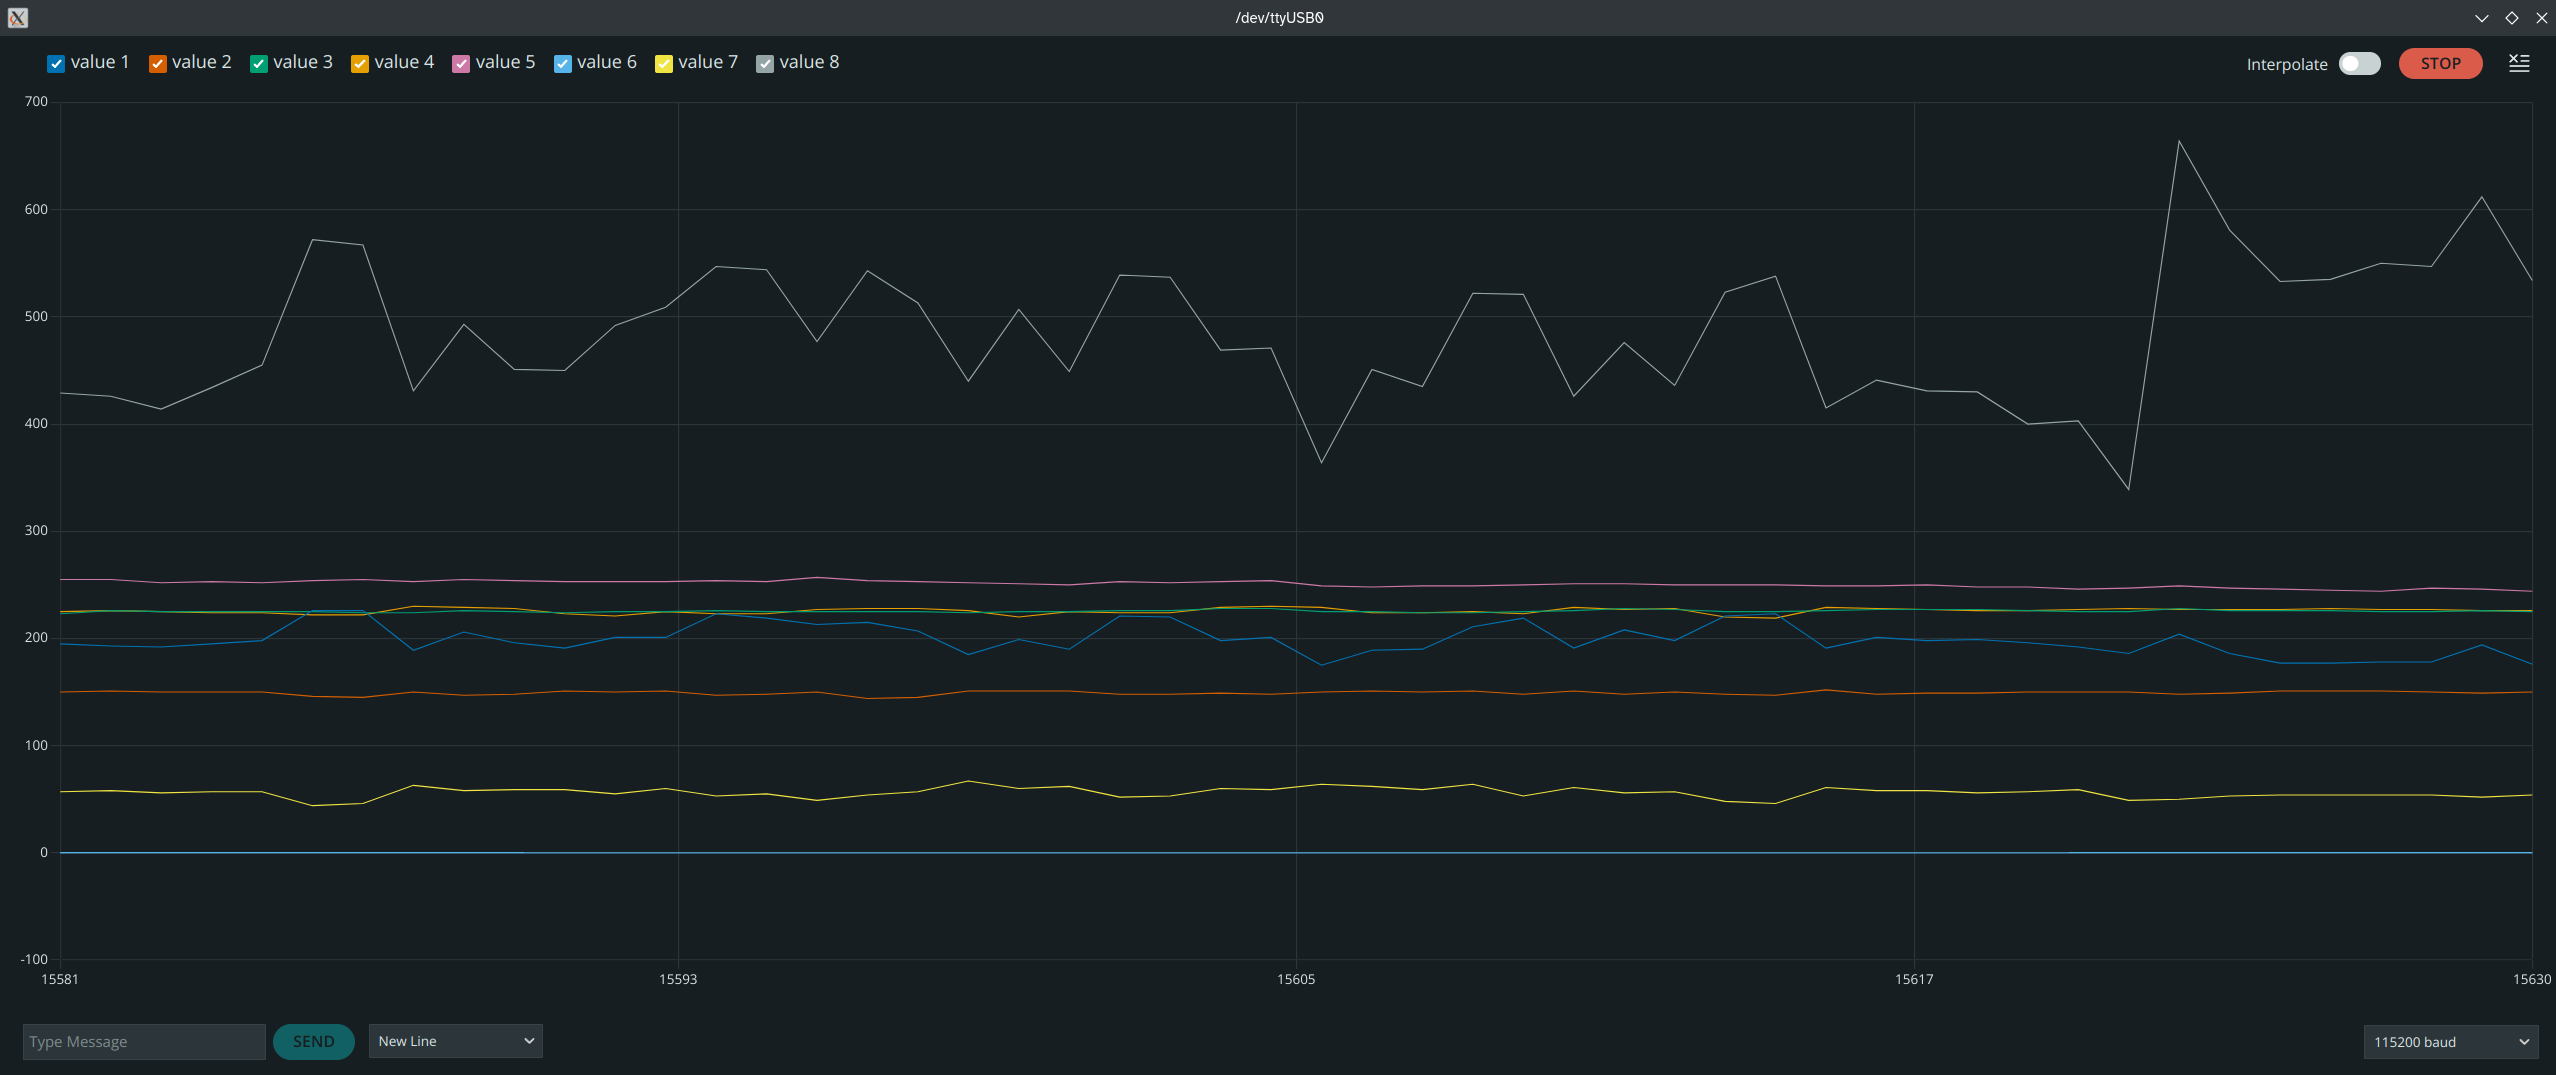 /dev/ttyUSB0
value 1 value 2 value 3 value 4 value 5 value 6 value 7 value 8 Interpolate STOP
700
600
500
400
300
200
100
0
-100
15581 15593 15605 15617 15630
Type Message SEND New Line 115200 baud